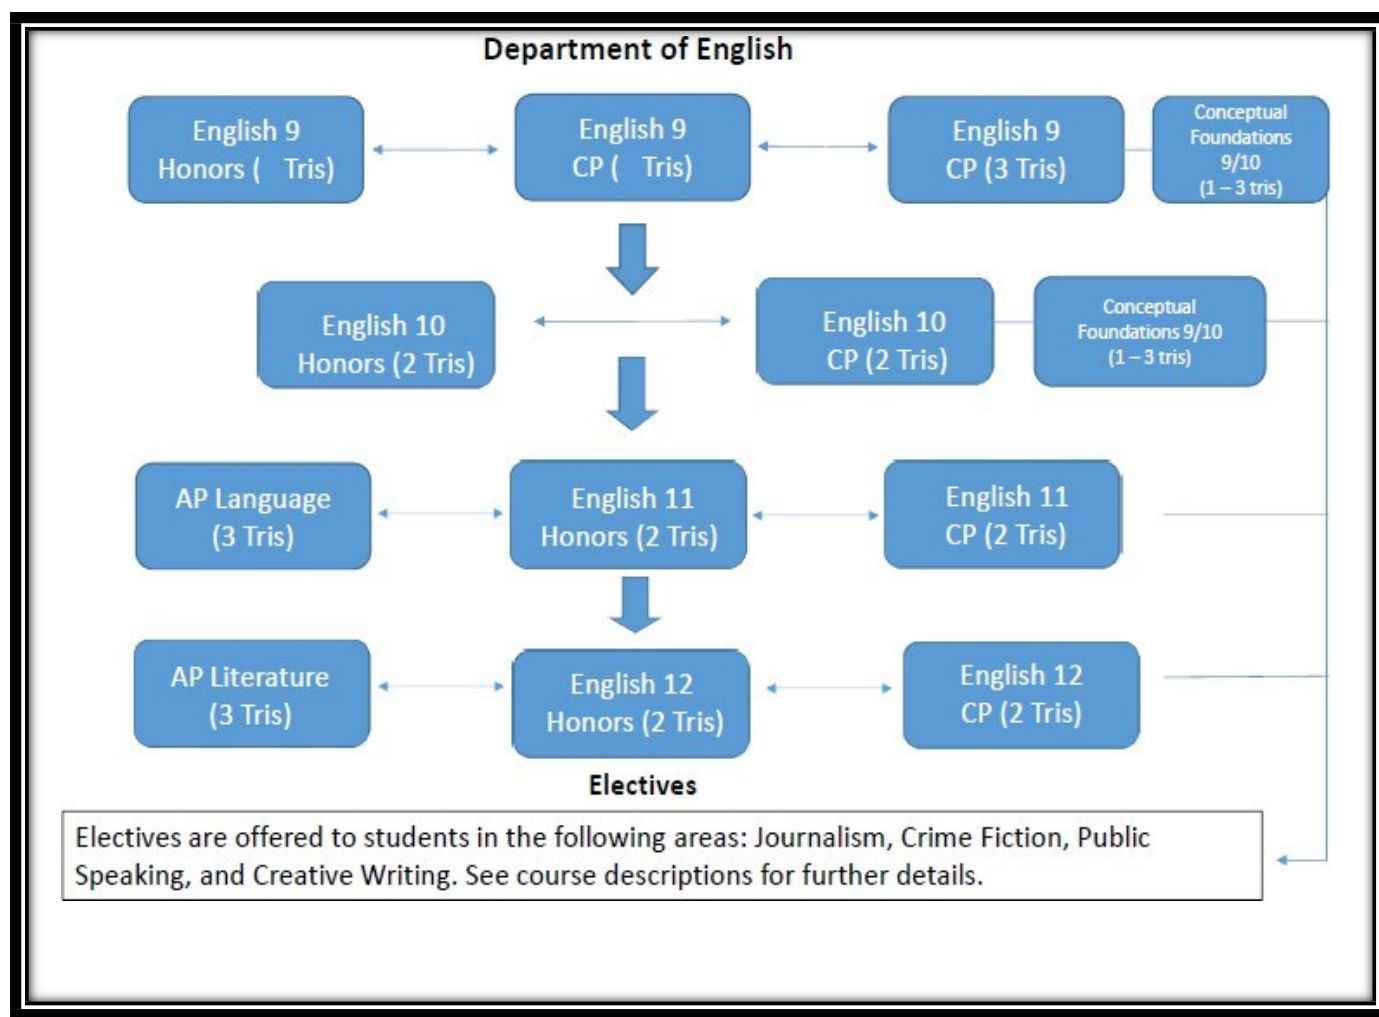 Department of English
English 9
Honors (   Tris)
English 9
CP (   Tris)
English 9
CP (3 Tris)
Conceptual
Foundations
9/10
(1 – 3 tris)
English 10
Honors (2 Tris)
English 10
CP (2 Tris)
Conceptual
Foundations 9/10
(1 – 3 tris)
AP Language
(3 Tris)
English 11
Honors (2 Tris)
English 11
CP (2 Tris)
AP Literature
(3 Tris)
English 12
Honors (2 Tris)
English 12
CP (2 Tris)
Electives
Electives are offered to students in the following areas: Journalism, Crime Fiction, Public
Speaking, and Creative Writing. See course descriptions for further details.